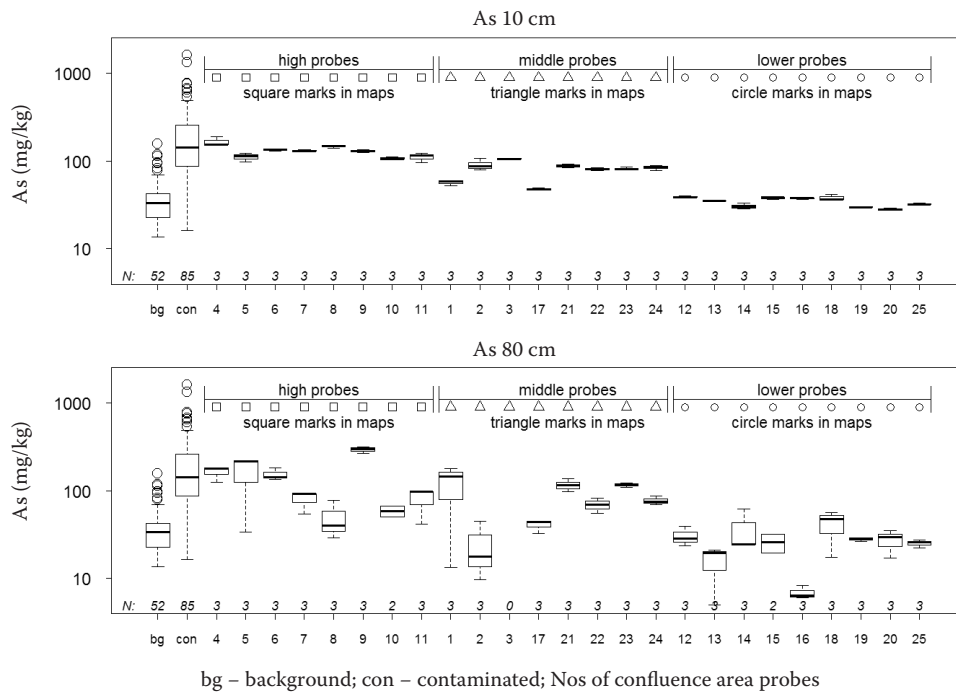 As 10 cm
As (mg/kg)
1000
100
10
high probes middle probes lower probes
square marks in maps triangle marks in maps circle marks in maps
N: 52 85 3 3 3 3 3 3 3 3 3 3 3 3 3 3 3 3 3 3 3 3 3 3 3 3 3
bg con 4 5 6 7 8 9 10 11 1 2 3 17 21 22 23 24 12 13 14 15 16 18 19 20 25
As 80 cm
As (mg/kg)
1000
100
10
high probes middle probes lower probes
square marks in maps triangle marks in maps circle marks in maps
N: 52 85 3 3 3 3 3 3 2 3 3 3 0 3 3 3 3 3 3 3 3 2 3 3 3 3 3
bg con 4 5 6 7 8 9 10 11 1 2 3 17 21 22 23 24 12 13 14 15 16 18 19 20 25
bg – background; con – contaminated; Nos of confluence area probes